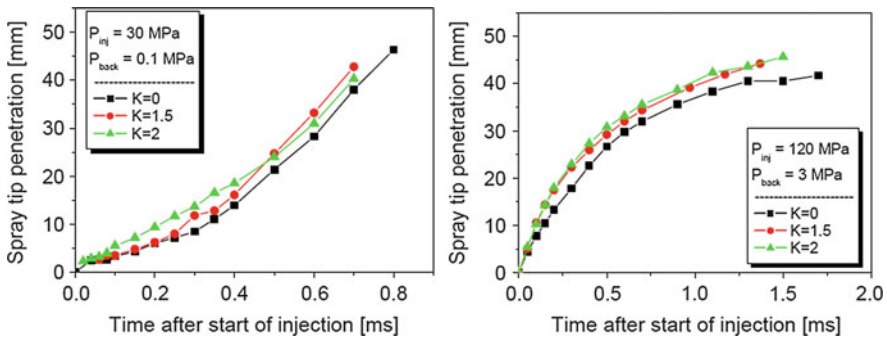 Spray tip penetration [mm]
50
40
30
20
10
0
P_inj = 30 MPa
P_back = 0.1 MPa
K=0
K=1.5
K=2
0.0
0.2
0.4
0.6
0.8
Time after start of injection [ms]
Spray tip penetration [mm]
50
40
30
20
10
0
P_inj = 120 MPa
P_back = 3 MPa
K=0
K=1.5
K=2
0.0
0.5
1.0
1.5
2.0
Time after start of injection [ms]